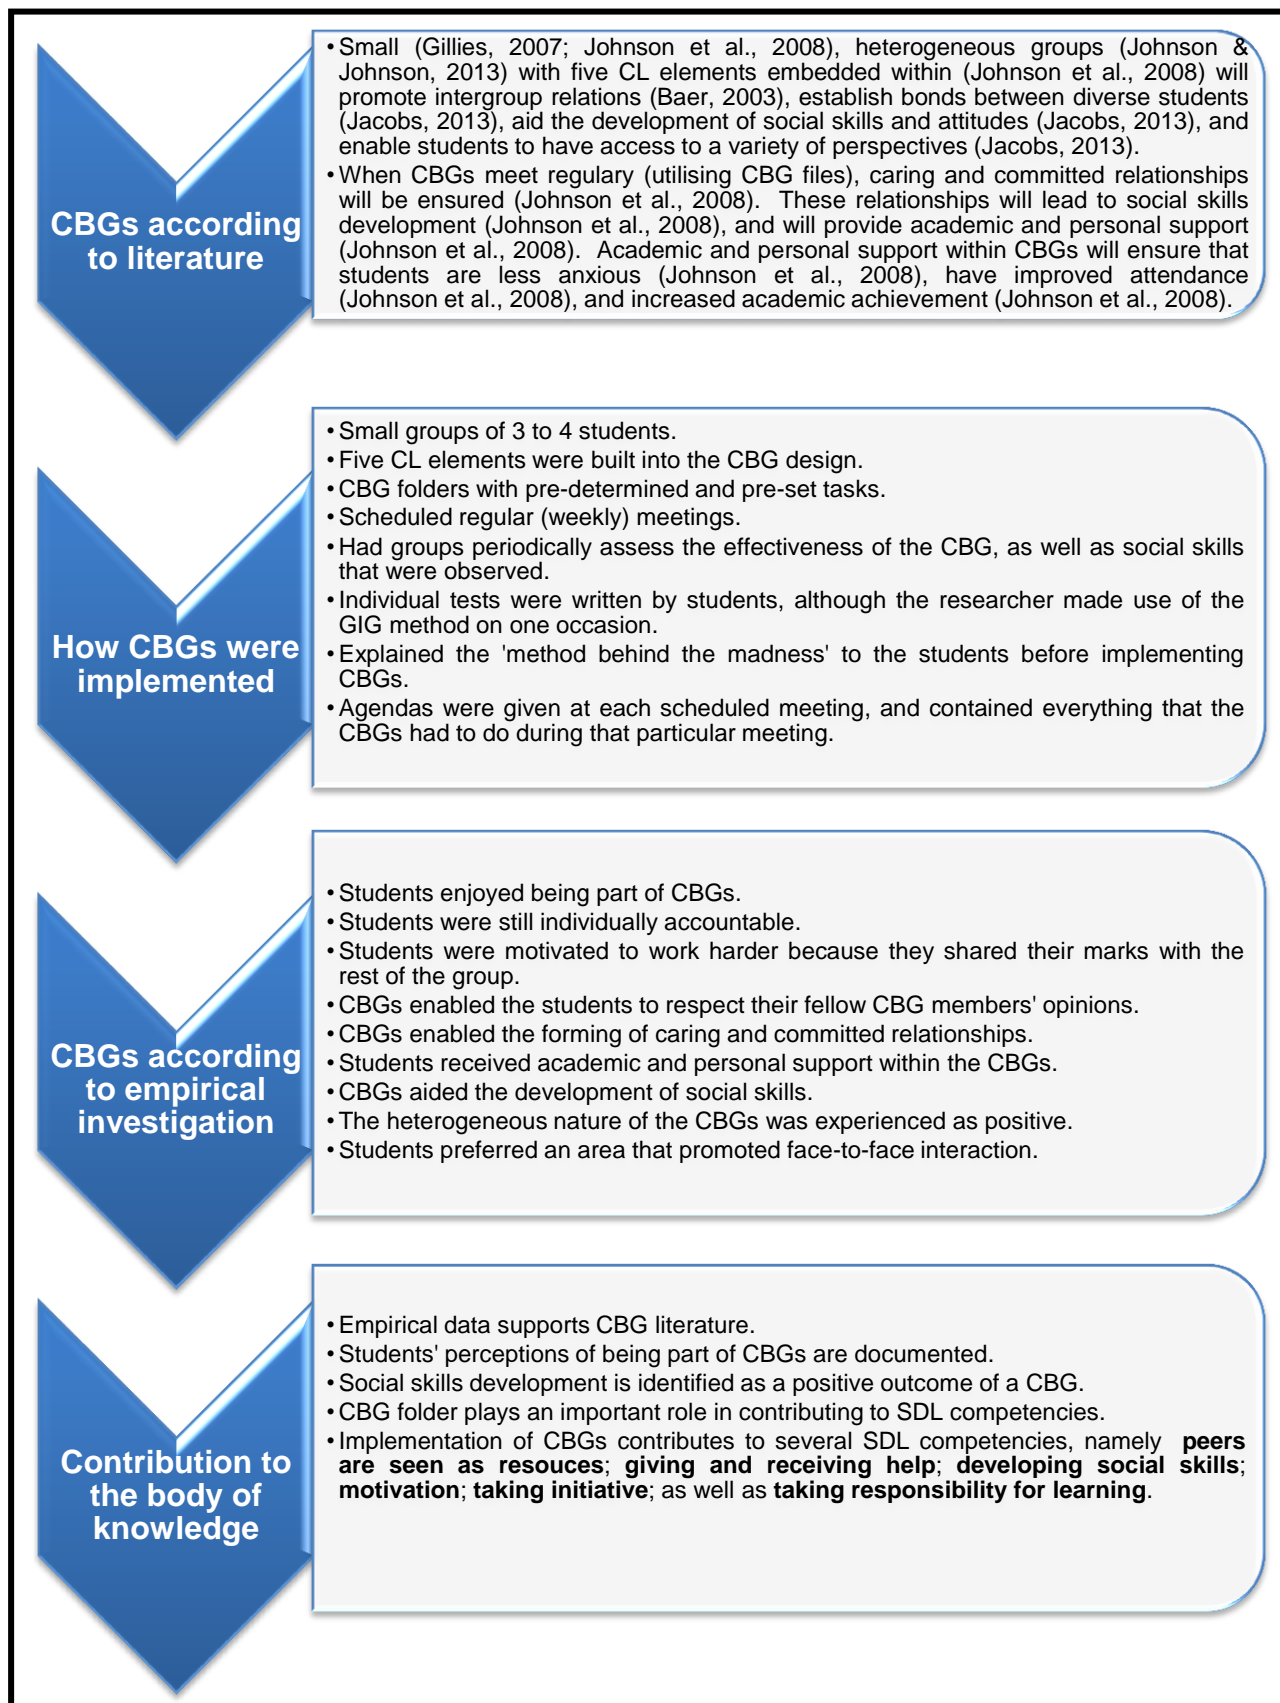 CBGs according
to literature
• Small (Gillies, 2007; Johnson et al., 2008), heterogeneous groups (Johnson &
Johnson, 2013) with five CL elements embedded within (Johnson et al., 2008) will
promote intergroup relations (Baer, 2003), establish bonds between diverse students
(Jacobs, 2013), aid the development of social skills and attitudes (Jacobs, 2013), and
enable students to have access to a variety of perspectives (Jacobs, 2013).
• When CBGs meet regulary (utilising CBG files), caring and committed relationships
will be ensured (Johnson et al., 2008). These relationships will lead to social skills
development (Johnson et al., 2008), and will provide academic and personal support
(Johnson et al., 2008). Academic and personal support within CBGs will ensure that
students are less anxious (Johnson et al., 2008), have improved attendance
(Johnson et al., 2008), and increased academic achievement (Johnson et al., 2008).
How CBGs were
implemented
• Small groups of 3 to 4 students.
• Five CL elements were built into the CBG design.
• CBG folders with pre-determined and pre-set tasks.
• Scheduled regular (weekly) meetings.
• Had groups periodically assess the effectiveness of the CBG, as well as social skills
that were observed.
• Individual tests were written by students, although the researcher made use of the
GIG method on one occasion.
• Explained the 'method behind the madness' to the students before implementing
CBGs.
• Agendas were given at each scheduled meeting, and contained everything that the
CBGs had to do during that particular meeting.
CBGs according
to empirical
investigation
• Students enjoyed being part of CBGs.
• Students were still individually accountable.
• Students were motivated to work harder because they shared their marks with the
rest of the group.
• CBGs enabled the students to respect their fellow CBG members' opinions.
• CBGs enabled the forming of caring and committed relationships.
• Students received academic and personal support within the CBGs.
• CBGs aided the development of social skills.
• The heterogeneous nature of the CBGs was experienced as positive.
• Students preferred an area that promoted face-to-face interaction.
Contribution to
the body of
knowledge
• Empirical data supports CBG literature.
• Students' perceptions of being part of CBGs are documented.
• Social skills development is identified as a positive outcome of a CBG.
• CBG folder plays an important role in contributing to SDL competencies.
• Implementation of CBGs contributes to several SDL competencies, namely peers
are seen as resouces; giving and receiving help; developing social skills;
motivation; taking initiative; as well as taking responsibility for learning.